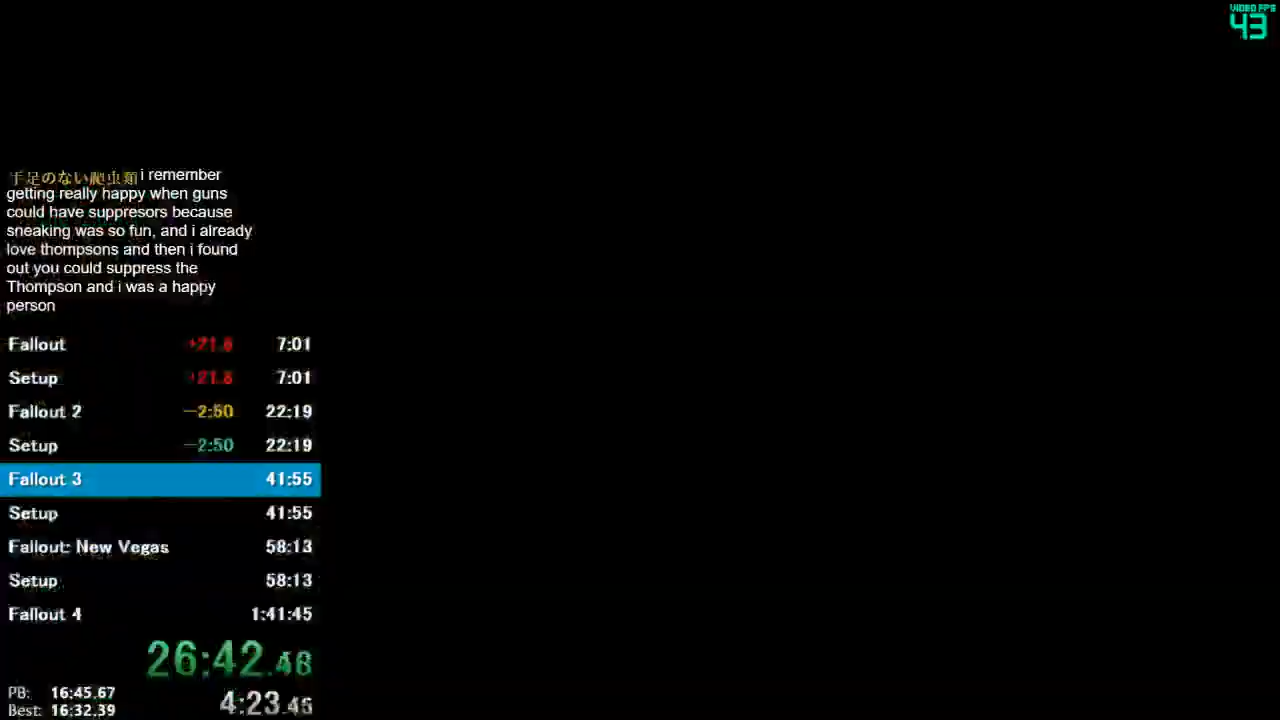 VIDEO FPS
43
手足のない爬虫類 i remember
getting really happy when guns
could have suppresors because
sneaking was so fun, and i already
love thompsons and then i found
out you could suppress the
Thompson and i was a happy
person
Fallout +21.8 7:01
Setup +21.8 7:01
Fallout 2 −2:50 22:19
Setup −2:50 22:19
Fallout 3 41:55
Setup 41:55
Fallout: New Vegas 58:13
Setup 58:13
Fallout 4 1:41:45
26:42.48
PB: 16:45.67
Best: 16:32.39
4:23.45